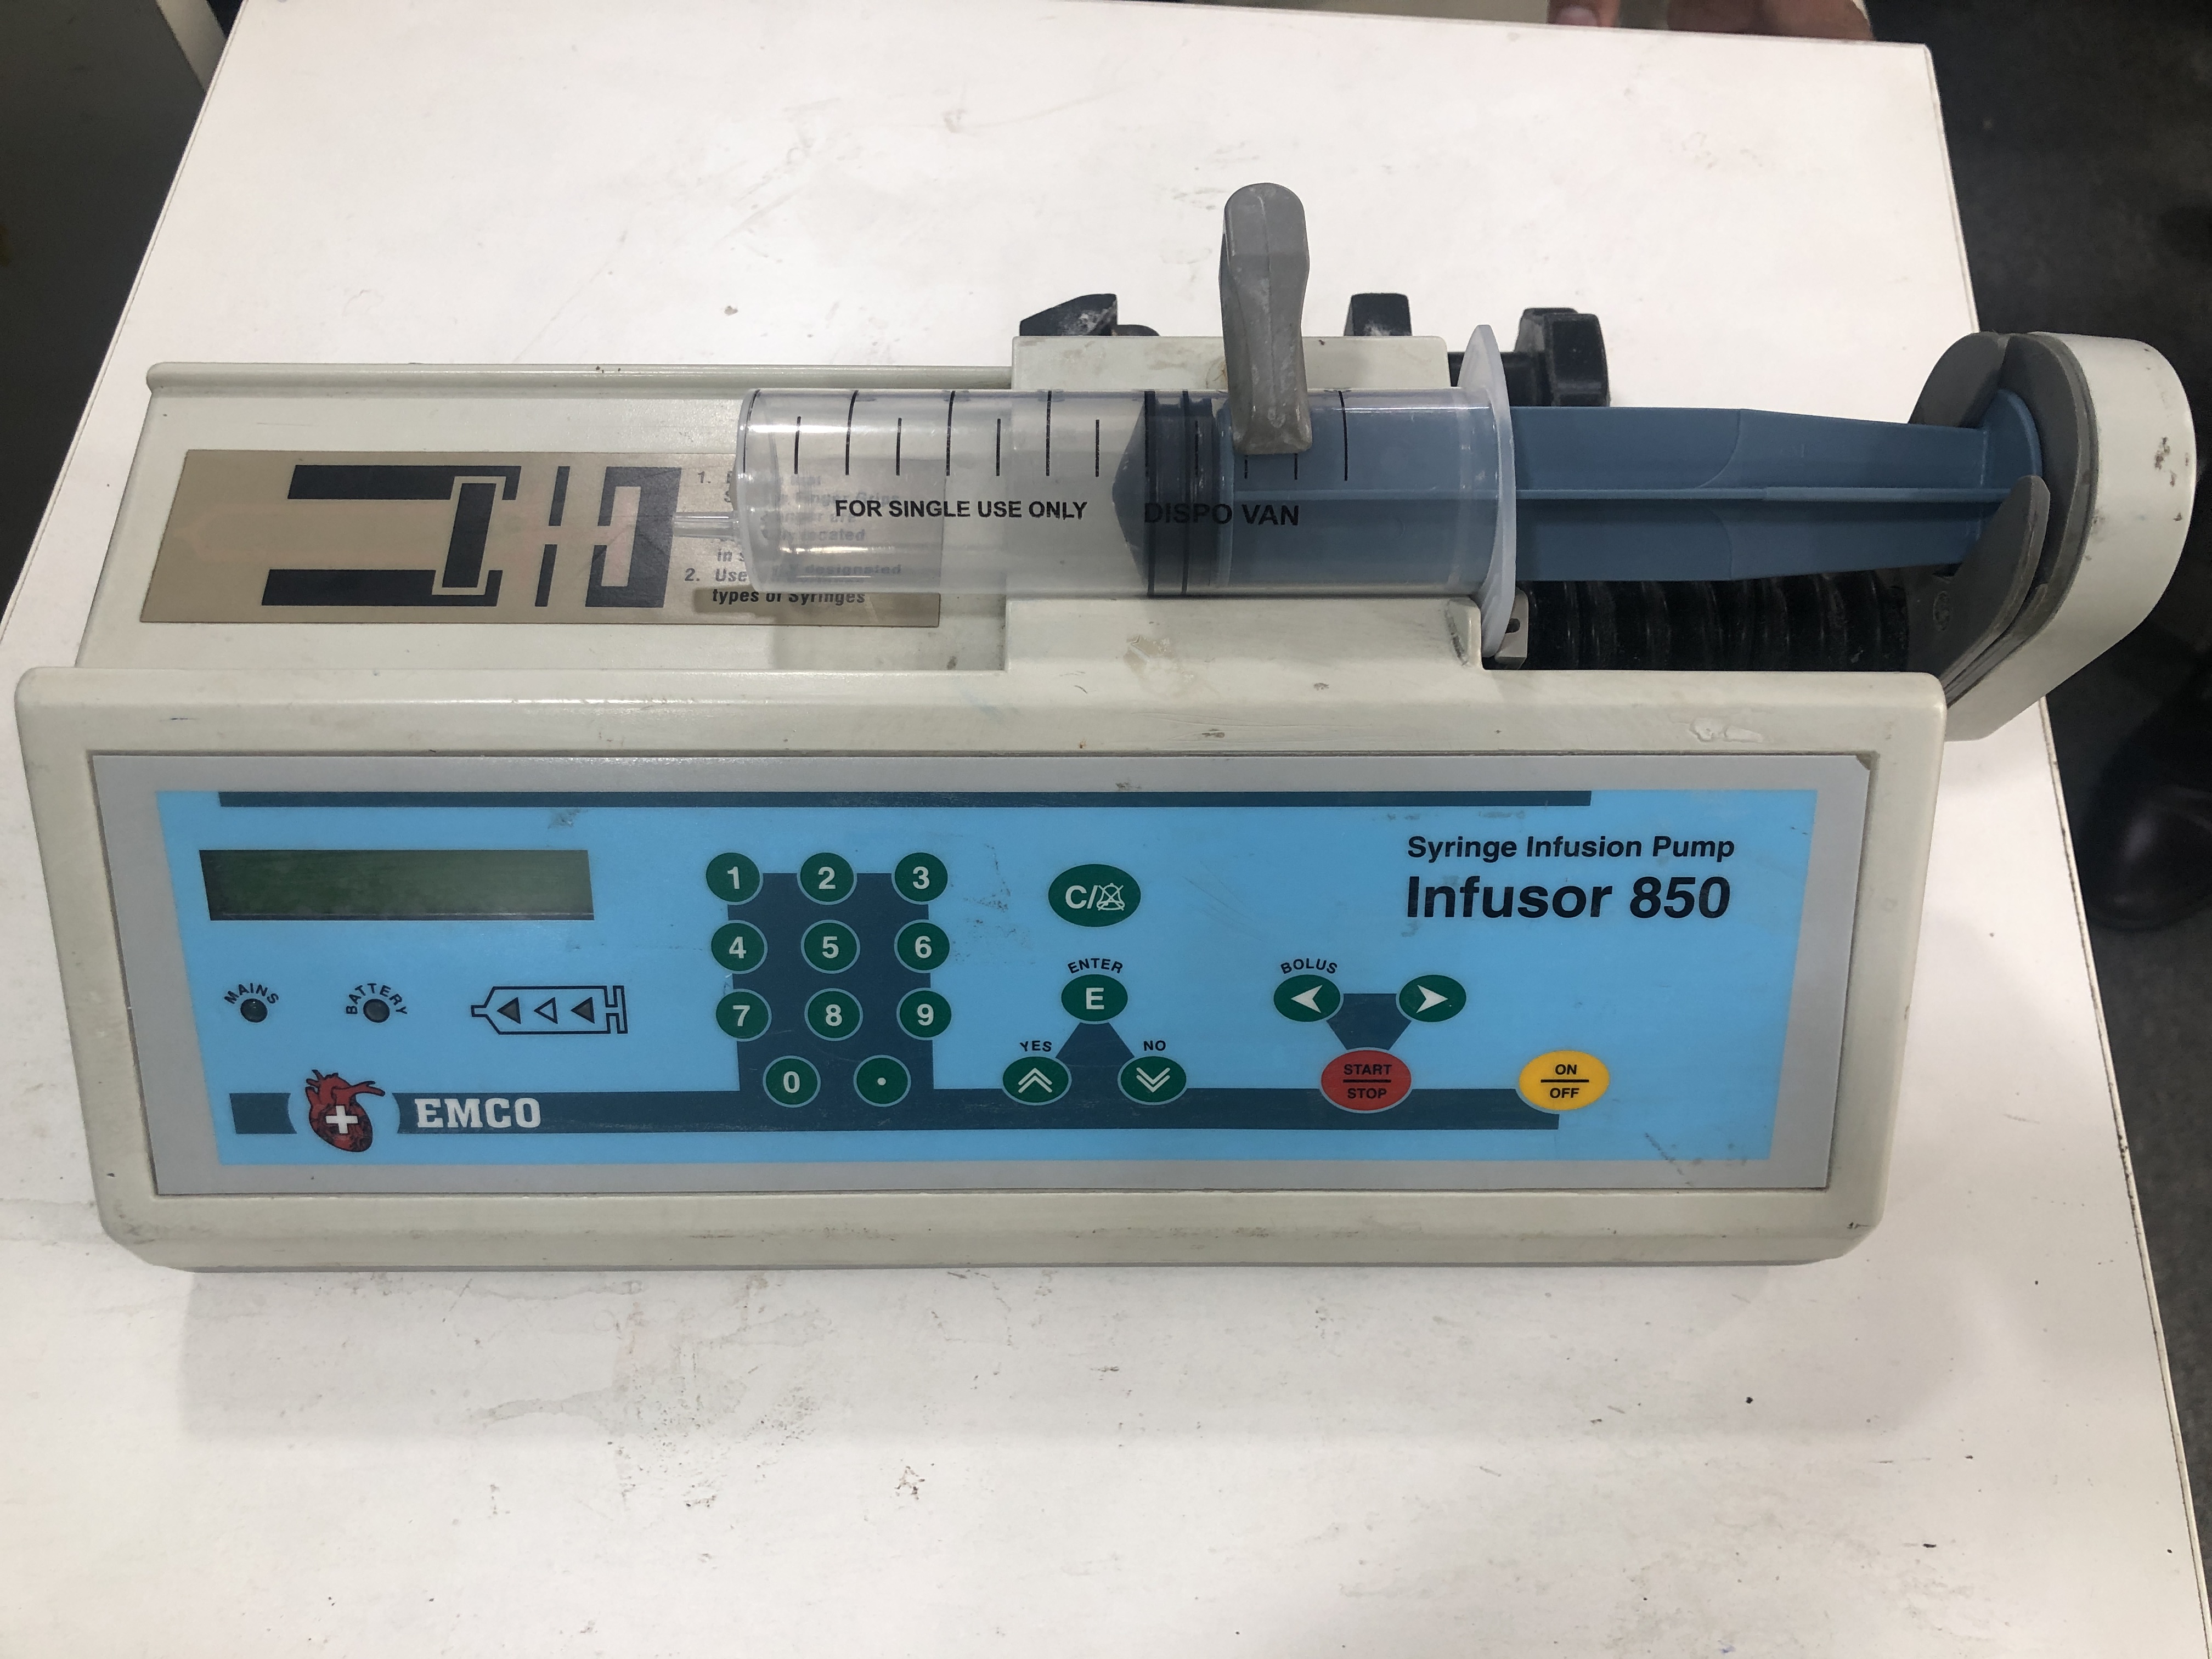 FOR SINGLE USE ONLY DISPO VAN
1.
in
2. Use designated
types of Syringes
Syringe Infusion Pump
Infusor 850
1 2 3
C/
4 5 6
MAINS
BATTERY
ENTER
E
BOLUS
7 8 9
YES
NO
0 .
START
STOP
ON
OFF
EMCO